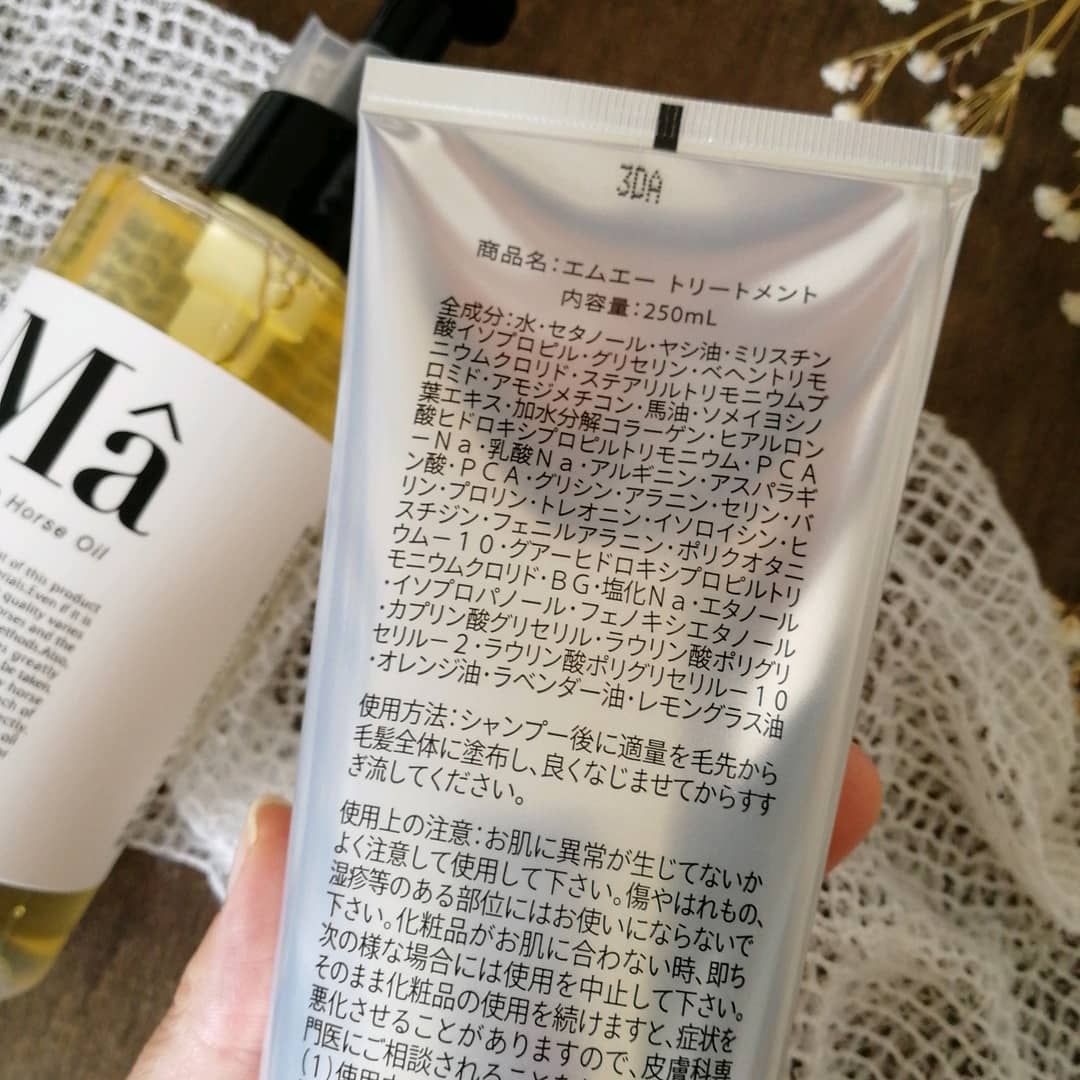 3DA
商品名：エムエー トリートメント
内容量：250mL
全成分：水・セタノール・ヤシ油・ミリスチン
酸イソプロピル・グリセリン・ベヘントリモ
ニウムクロリド・ステアリルトリモニウムブ
ロミド・アモジメチコン・馬油・ソメイヨシノ
葉エキス・加水分解コラーゲン・ヒアルロン
酸ヒドロキシプロピルトリモニウム・ＰＣＡ
ーＮａ・乳酸Ｎａ・アルギニン・アスパラギ
ン酸・ＰＣＡ・グリシン・アラニン・セリン・バ
リン・プロリン・トレオニン・イソロイシン・ヒ
スチジン・フェニルアラニン・ポリクオタニ
ウムー１０・グアーヒドロキシプロピルトリ
モニウムクロリド・ＢＧ・塩化Ｎａ・エタノール
・イソプロパノール・フェノキシエタノール
・カプリン酸グリセリル・ラウリン酸ポリグリ
セリルー２・ラウリン酸ポリグリセリルー１０
・オレンジ油・ラベンダー油・レモングラス油
使用方法：シャンプー後に適量を毛先から
毛髪全体に塗布し、良くなじませてからすす
ぎ流してください。
使用上の注意：お肌に異常が生じてないか
よく注意して使用して下さい。傷やはれもの、
湿疹等のある部位にはお使いにならないで
下さい。化粧品がお肌に合わない時、即ち
次の様な場合には使用を中止して下さい。
そのまま化粧品の使用を続けますと、症状を
悪化させることがありますので、皮膚科専
門医にご相談されること
(1)使用
Mâ
Horse Oil
of this product
Even if it is
quality varies
and the
Also,
greatly
be taken.
horse
of
oil